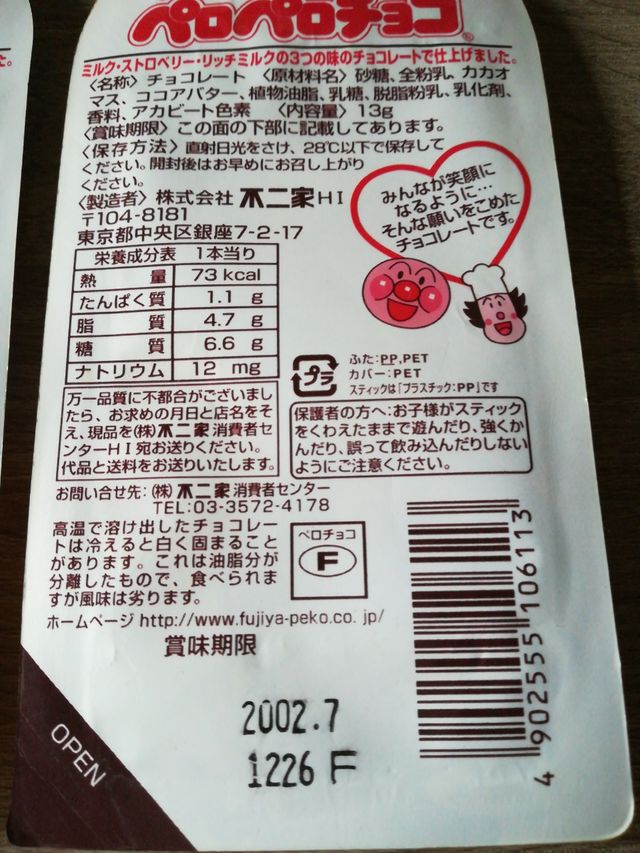 ペロペロチョコ
ミルク・ストロベリー・リッチミルクの3つの味のチョコレートで仕上げました。
〈名称〉チョコレート 〈原材料名〉砂糖、全粉乳、カカオ
マス、ココアバター、植物油脂、乳糖、脱脂粉乳、乳化剤、
香料、アカビート色素 〈内容量〉13g
〈賞味期限〉この面の下部に記載してあります。
〈保存方法〉直射日光をさけ、28℃以下で保存して
ください。開封後はお早めにお召し上がり
ください。
〈製造者〉株式会社 不二家HI
〒104-8181
東京都中央区銀座7-2-17
みんなが笑顔に
なるように…
そんな願いをこめた
チョコレートです。
栄養成分表 1本当り
熱量 73 kcal
たんぱく質 1.1 g
脂質 4.7 g
糖質 6.6 g
ナトリウム 12 mg
プラ
ふた:PP,PET
カバー:PET
スティックは「プラスチック:PP」です
万一品質に不都合がございまし
たら、お求めの月日と店名をそ
え、現品を(株)不二家消費者セ
ンターHI宛お送りください。
代品と送料をお送りいたします。
保護者の方へ:お子様がスティック
をくわえたままで遊んだり、強くか
んだり、誤って飲み込んだりしない
ようにご注意ください。
お問い合せ先:(株)不二家消費者センター
TEL:03-3572-4178
高温で溶け出したチョコレー
トは冷えると白く固まること
があります。これは油脂分が
分離したもので、食べられま
すが風味は劣ります。
ペロチョコ
F
ホームページ http://www.fujiya-peko.co.jp/
賞味期限
2002.7
1226 F
OPEN
4 902555 106113